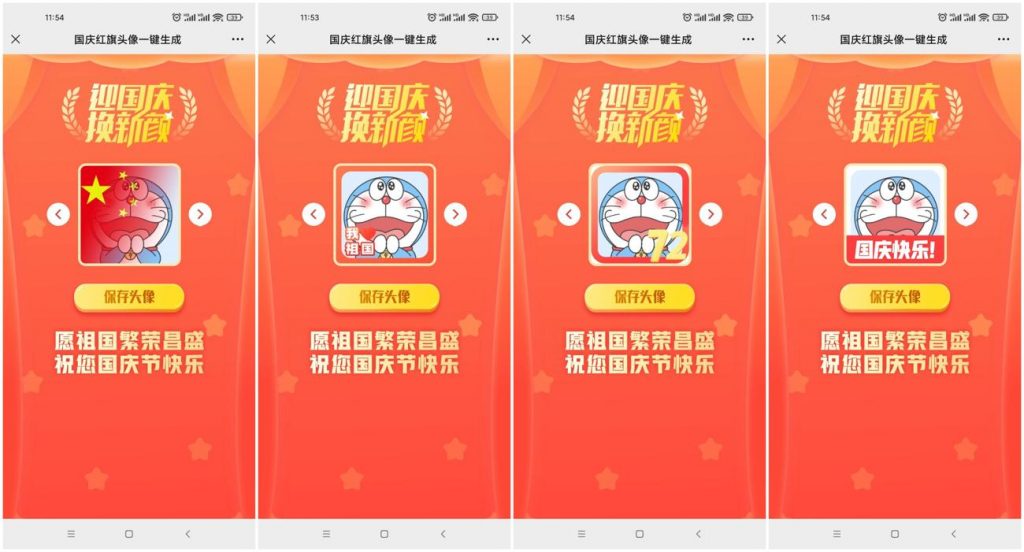 11:54
39
国庆红旗头像一键生成
迎国庆
换新颜
保存头像
愿祖国繁荣昌盛
祝您国庆节快乐
11:53
39
国庆红旗头像一键生成
迎国庆
换新颜
我
祖国
保存头像
愿祖国繁荣昌盛
祝您国庆节快乐
11:54
39
国庆红旗头像一键生成
迎国庆
换新颜
72
保存头像
愿祖国繁荣昌盛
祝您国庆节快乐
11:54
39
国庆红旗头像一键生成
迎国庆
换新颜
国庆快乐!
保存头像
愿祖国繁荣昌盛
祝您国庆节快乐